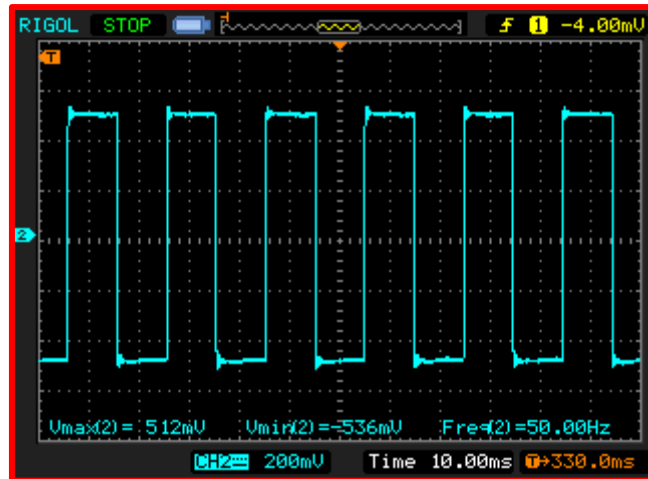 RIGOL STOP T 1 -4.00mV
T
2
Vmax(2)= 512mV Vmin(2)=-536mV Freq(2)=50.00Hz
CH2 200mV Time 10.00ms T→330.0ms